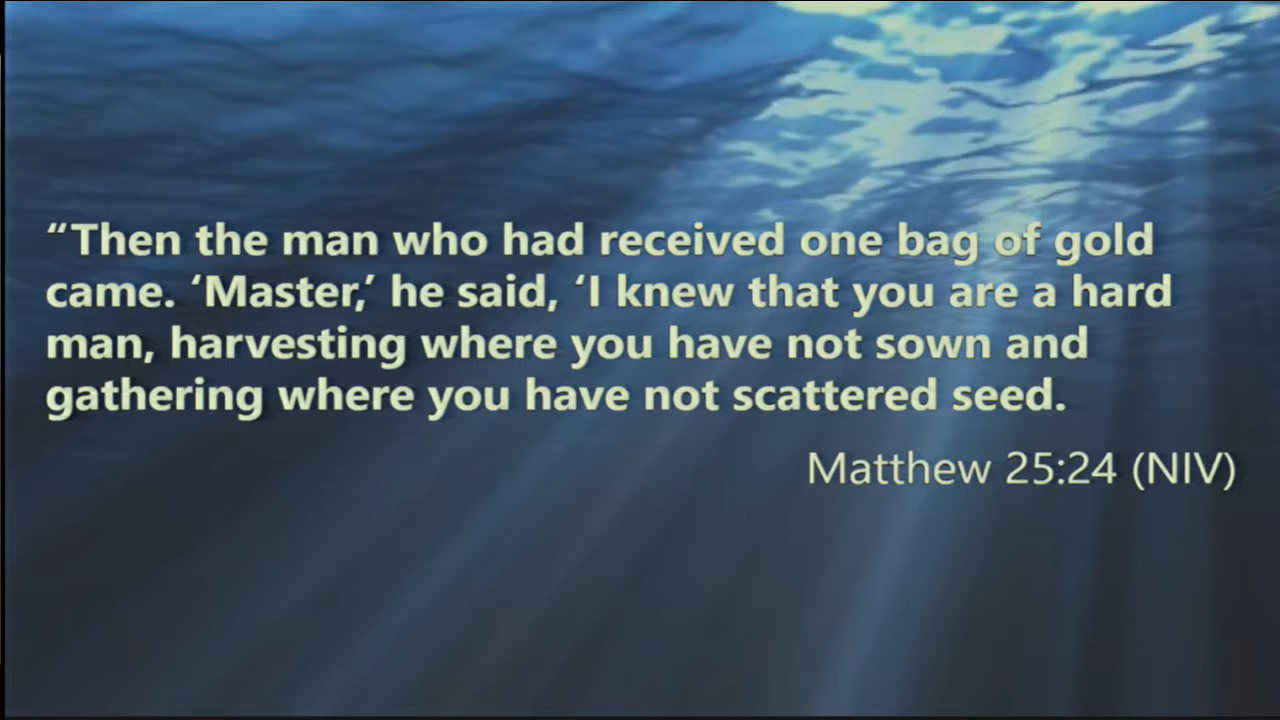 “Then the man who had received one bag of gold
came. ‘Master,’ he said, ‘I knew that you are a hard
man, harvesting where you have not sown and
gathering where you have not scattered seed.
Matthew 25:24 (NIV)